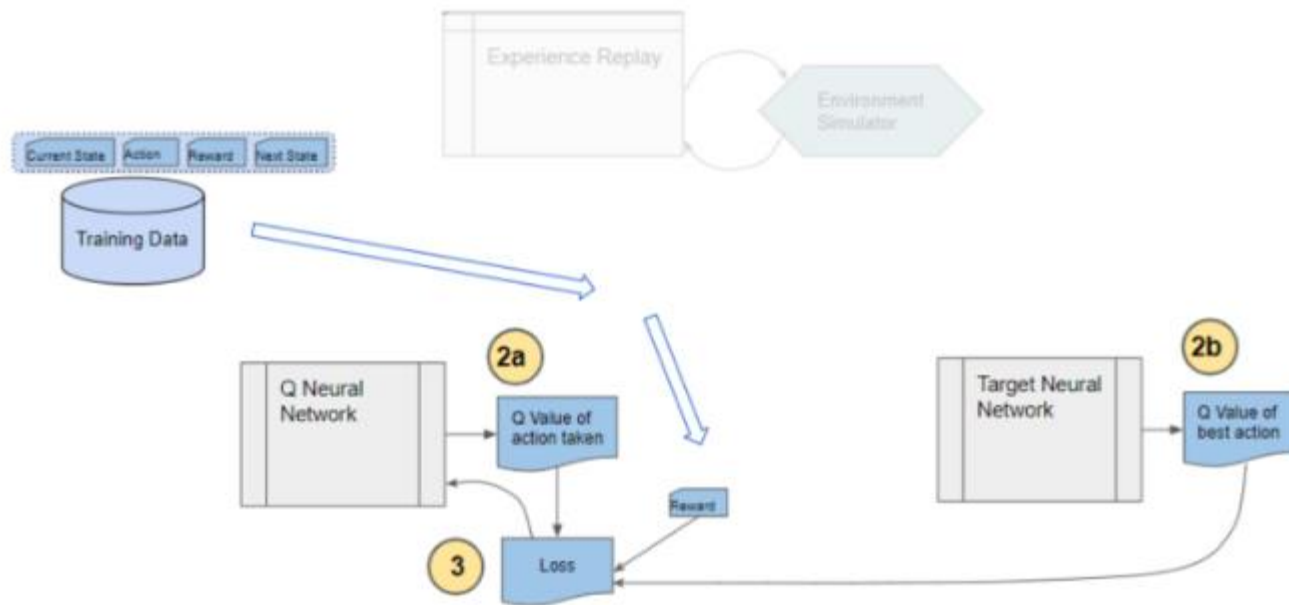 Experience Replay
Environment
Simulator
Current State
Action
Reward
Next State
Training Data
2a
2b
Q Neural
Network
Q Value of
action taken
Target Neural
Network
Q Value of
best action
Reward
3
Loss